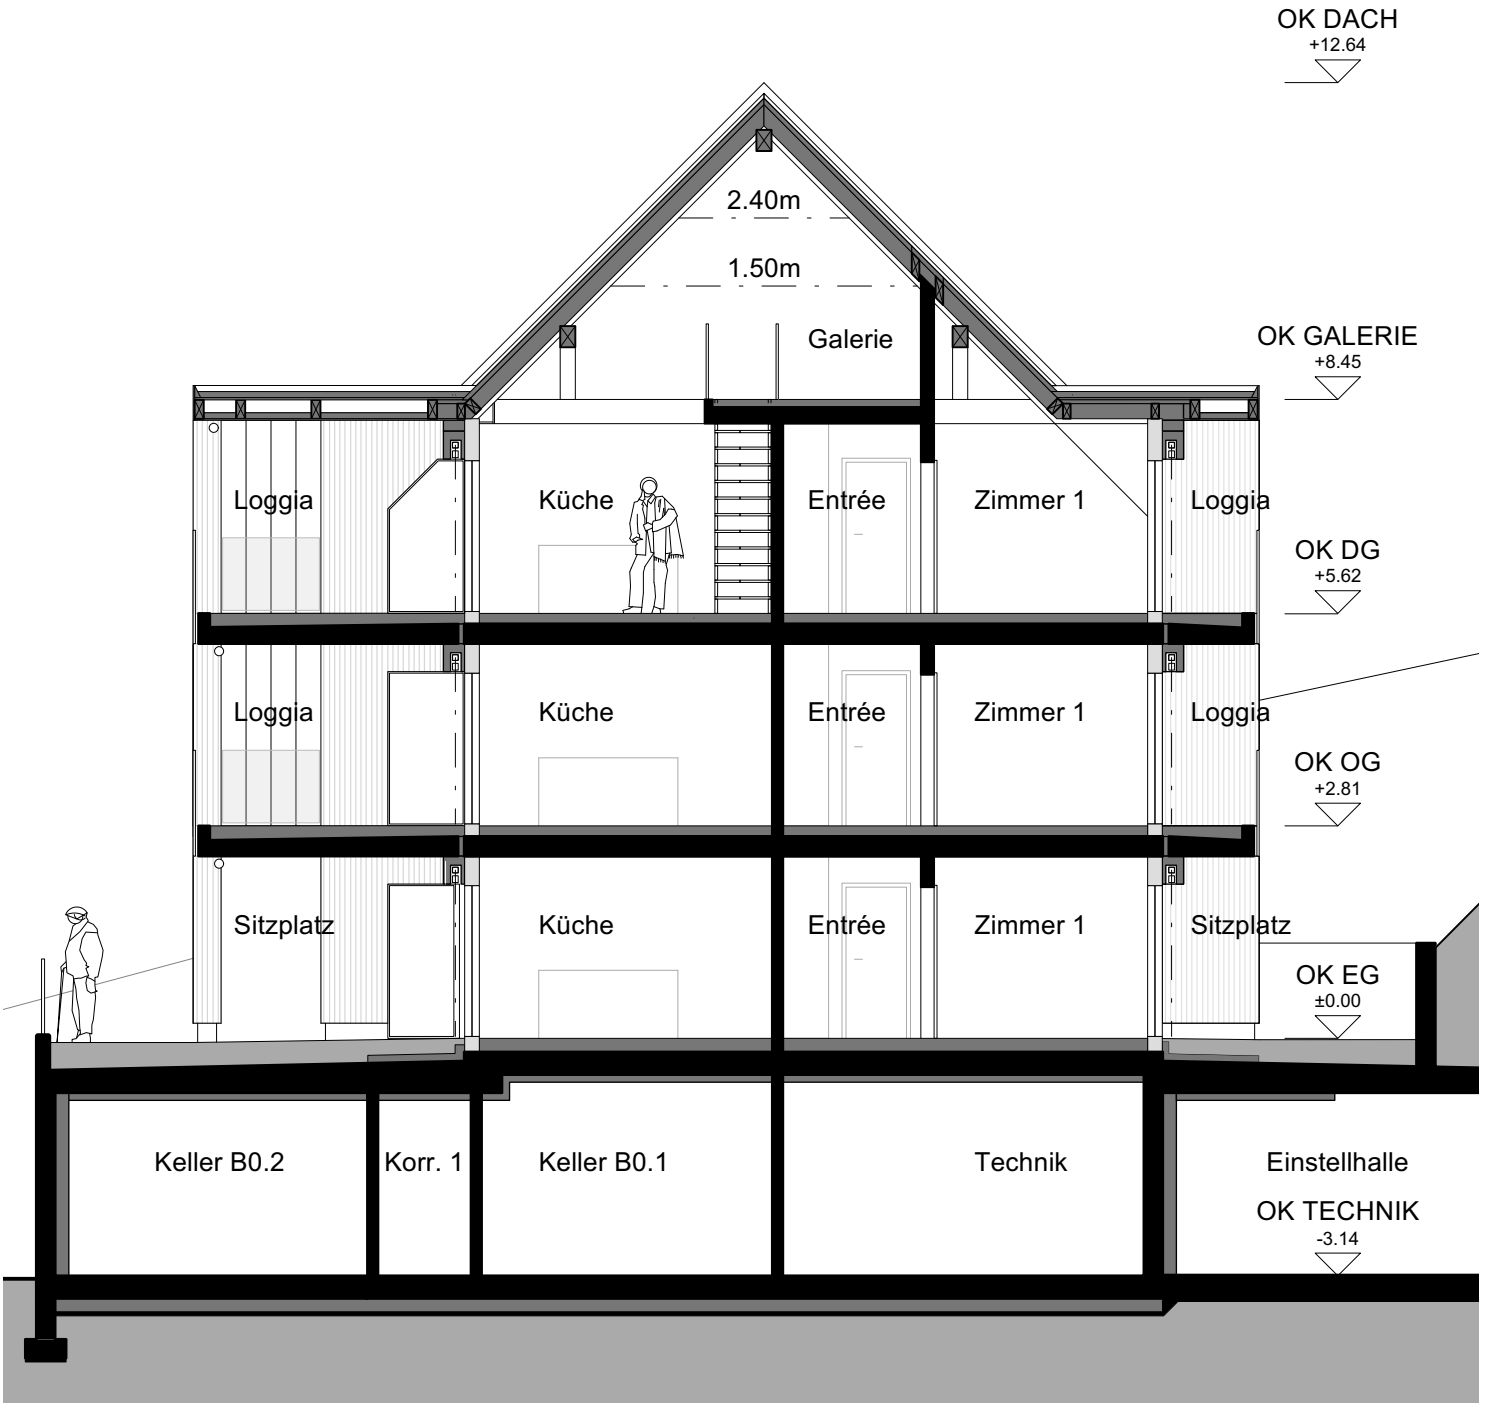 OK DACH
+12.64
2.40m
1.50m
Galerie
OK GALERIE
+8.45
Loggia Küche Entrée Zimmer 1 Loggia
OK DG
+5.62
Loggia Küche Entrée Zimmer 1 Loggia
OK OG
+2.81
Sitzplatz Küche Entrée Zimmer 1 Sitzplatz
OK EG
±0.00
Keller B0.2 Korr. 1 Keller B0.1 Technik Einstellhalle
OK TECHNIK
-3.14